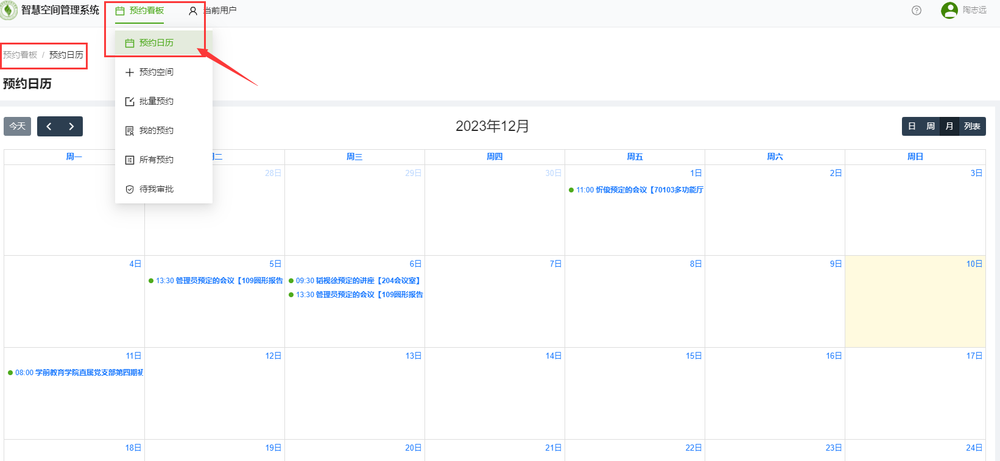 智慧空间管理系统 预约看板 当前用户 陶志远
预约日历
预约看板 / 预约日历
预约空间
预约日历
批量预约
今天 2023年12月 日 周 月 列表
我的预约
周一 二 周三 周四 周五 周六 周日
所有预约
28日 29日 30日 1日 2日 3日
待我审批
11:00 忻俊预定的会议【70103多功能厅
4日 5日 6日 7日 8日 9日 10日
13:30 管理员预定的会议【109圆形报告 09:30 韬视徐预定的讲座【204会议室】
13:30 管理员预定的会议【109圆形报告
11日 12日 13日 14日 15日 16日 17日
08:00 学前教育学院直属党支部第四期初
18日 19日 20日 21日 22日 23日 24日